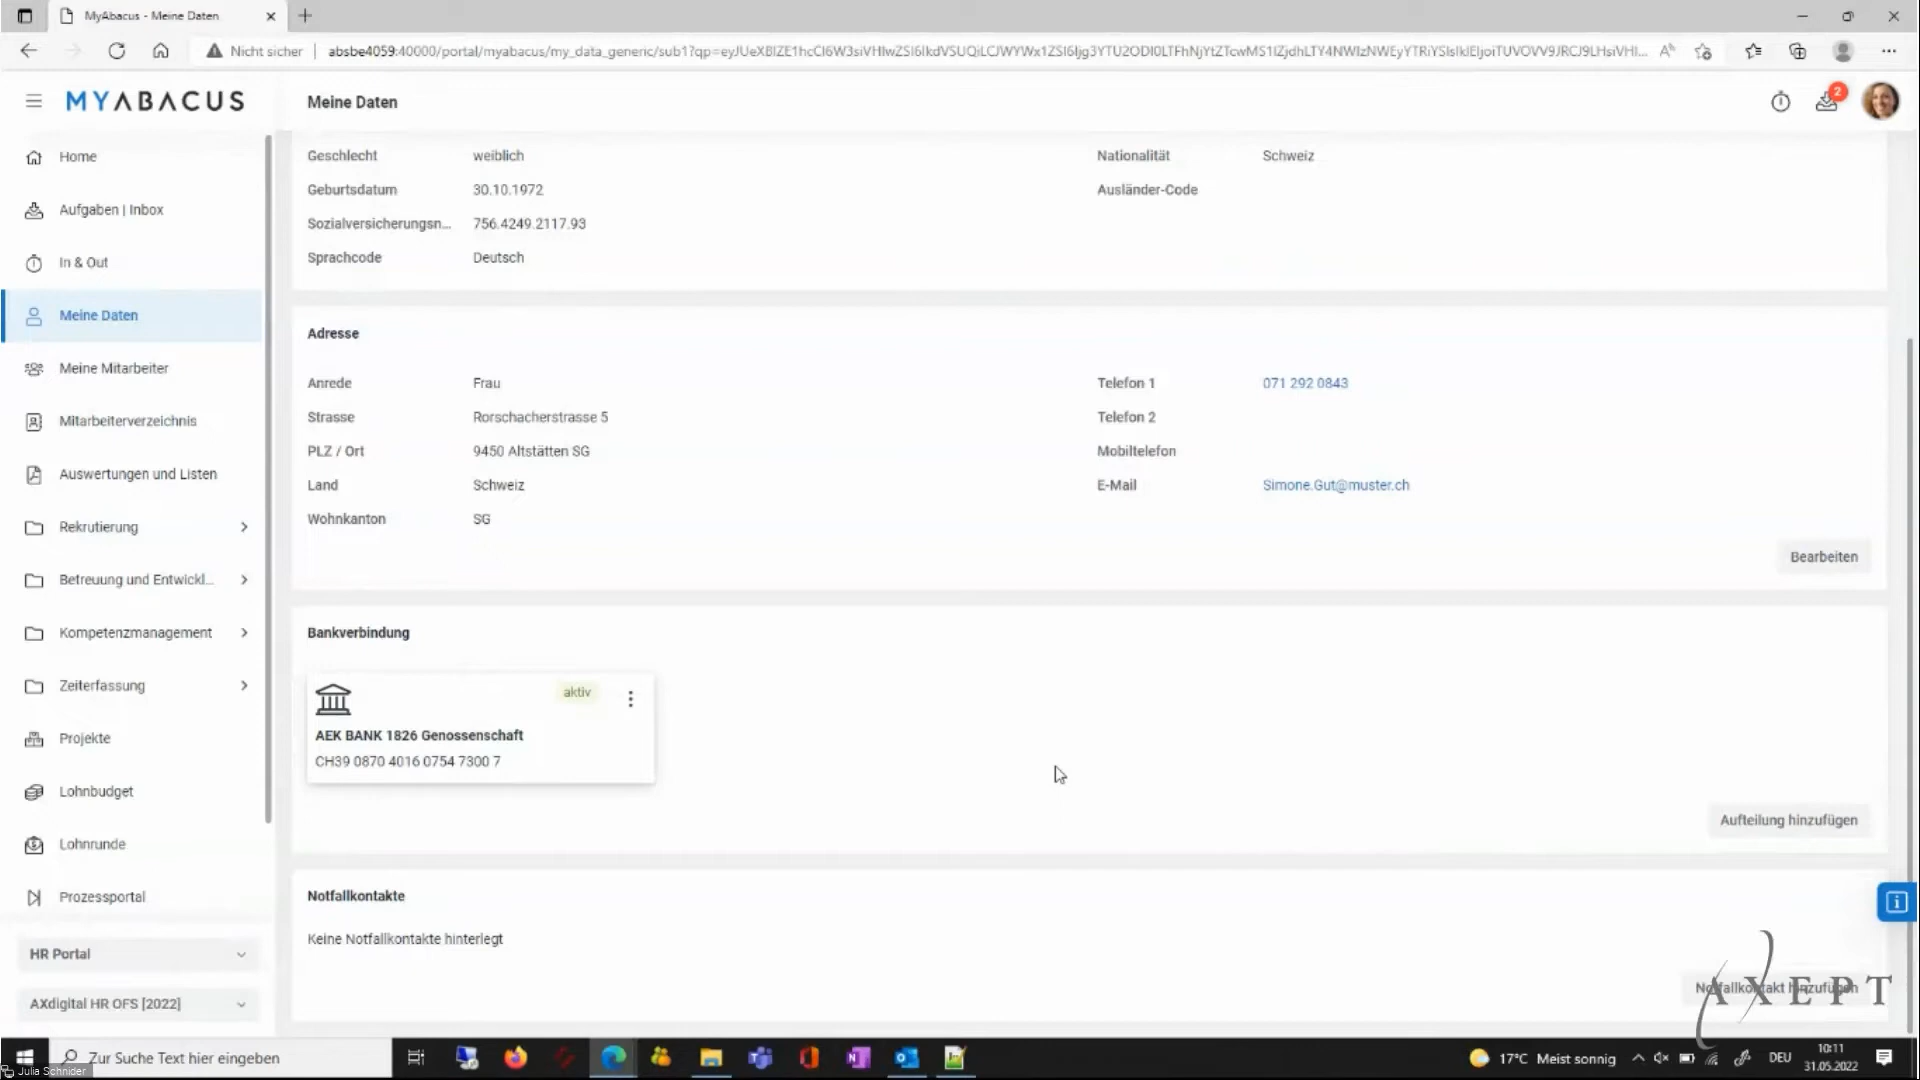 MyAbacus - Meine Daten
Nicht sicher
absbe4059:40000/portal/myabacus/my_data_generic/sub1?qp=
MYABACUS
Meine Daten
2
Home
Aufgaben | Inbox
In & Out
Meine Daten
Meine Mitarbeiter
Mitarbeiterverzeichnis
Auswertungen und Listen
Rekrutierung
Betreuung und Entwickl...
Kompetenzmanagement
Zeiterfassung
Projekte
Lohnbudget
Lohnrunde
Prozessportal
HR Portal
AXdigital HR OFS [2022]
Geschlecht weiblich
Nationalität Schweiz
Geburtsdatum 30.10.1972
Ausländer-Code
Sozialversicherungsn... 756.4249.2117.93
Sprachcode Deutsch
Adresse
Anrede Frau
Telefon 1 071 292 0843
Strasse Rorschacherstrasse 5
Telefon 2
PLZ / Ort 9450 Altstätten SG
Mobiltelefon
Land Schweiz
E-Mail Simone.Gut@muster.ch
Wohnkanton SG
Bearbeiten
Bankverbindung
aktiv
AEK BANK 1826 Genossenschaft
CH39 0870 4016 0754 7300 7
Aufteilung hinzufügen
Notfallkontakte
Keine Notfallkontakte hinterlegt
Notfallkontakt hinzufügen
AXEPT
Zur Suche Text hier eingeben
Julia Schnider
17°C Meist sonnig
DEU
10:11
31.05.2022